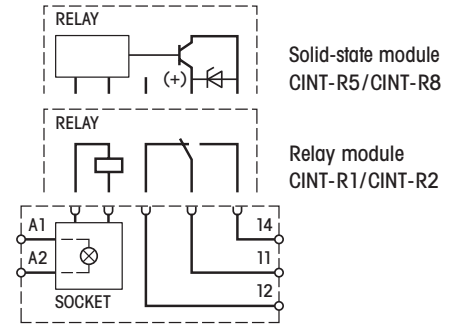 RELAY
(+)
Solid-state module
CINT-R5/CINT-R8
RELAY
Relay module
CINT-R1/CINT-R2
A1
14
A2
11
12
SOCKET